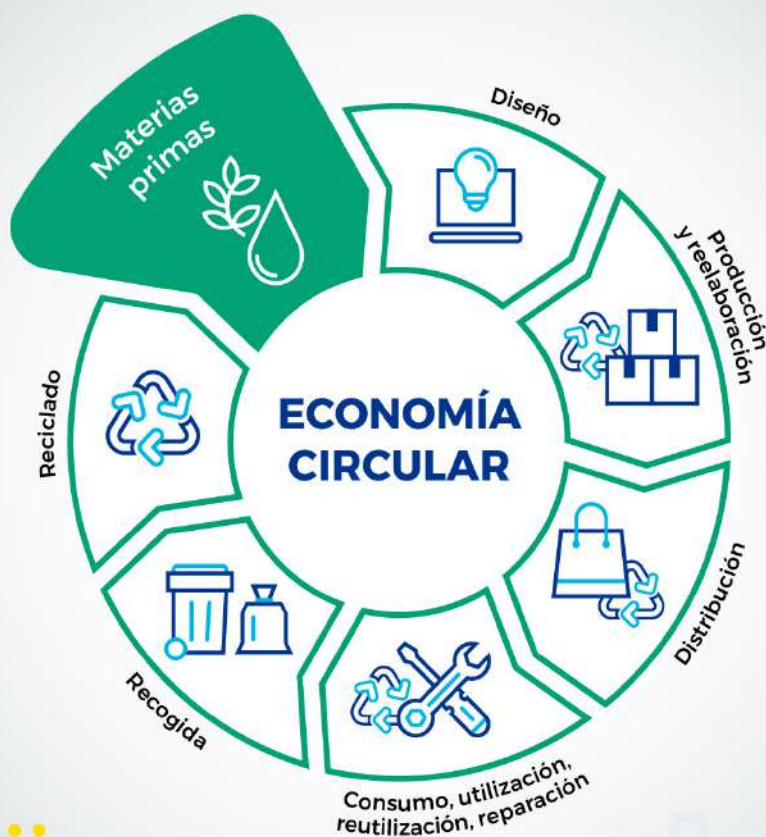 Materias
primas
Diseño
Producción
y reelaboración
Distribución
Consumo, utilización,
reutilización, reparación
Recogida
Reciclado
ECONOMÍA
CIRCULAR